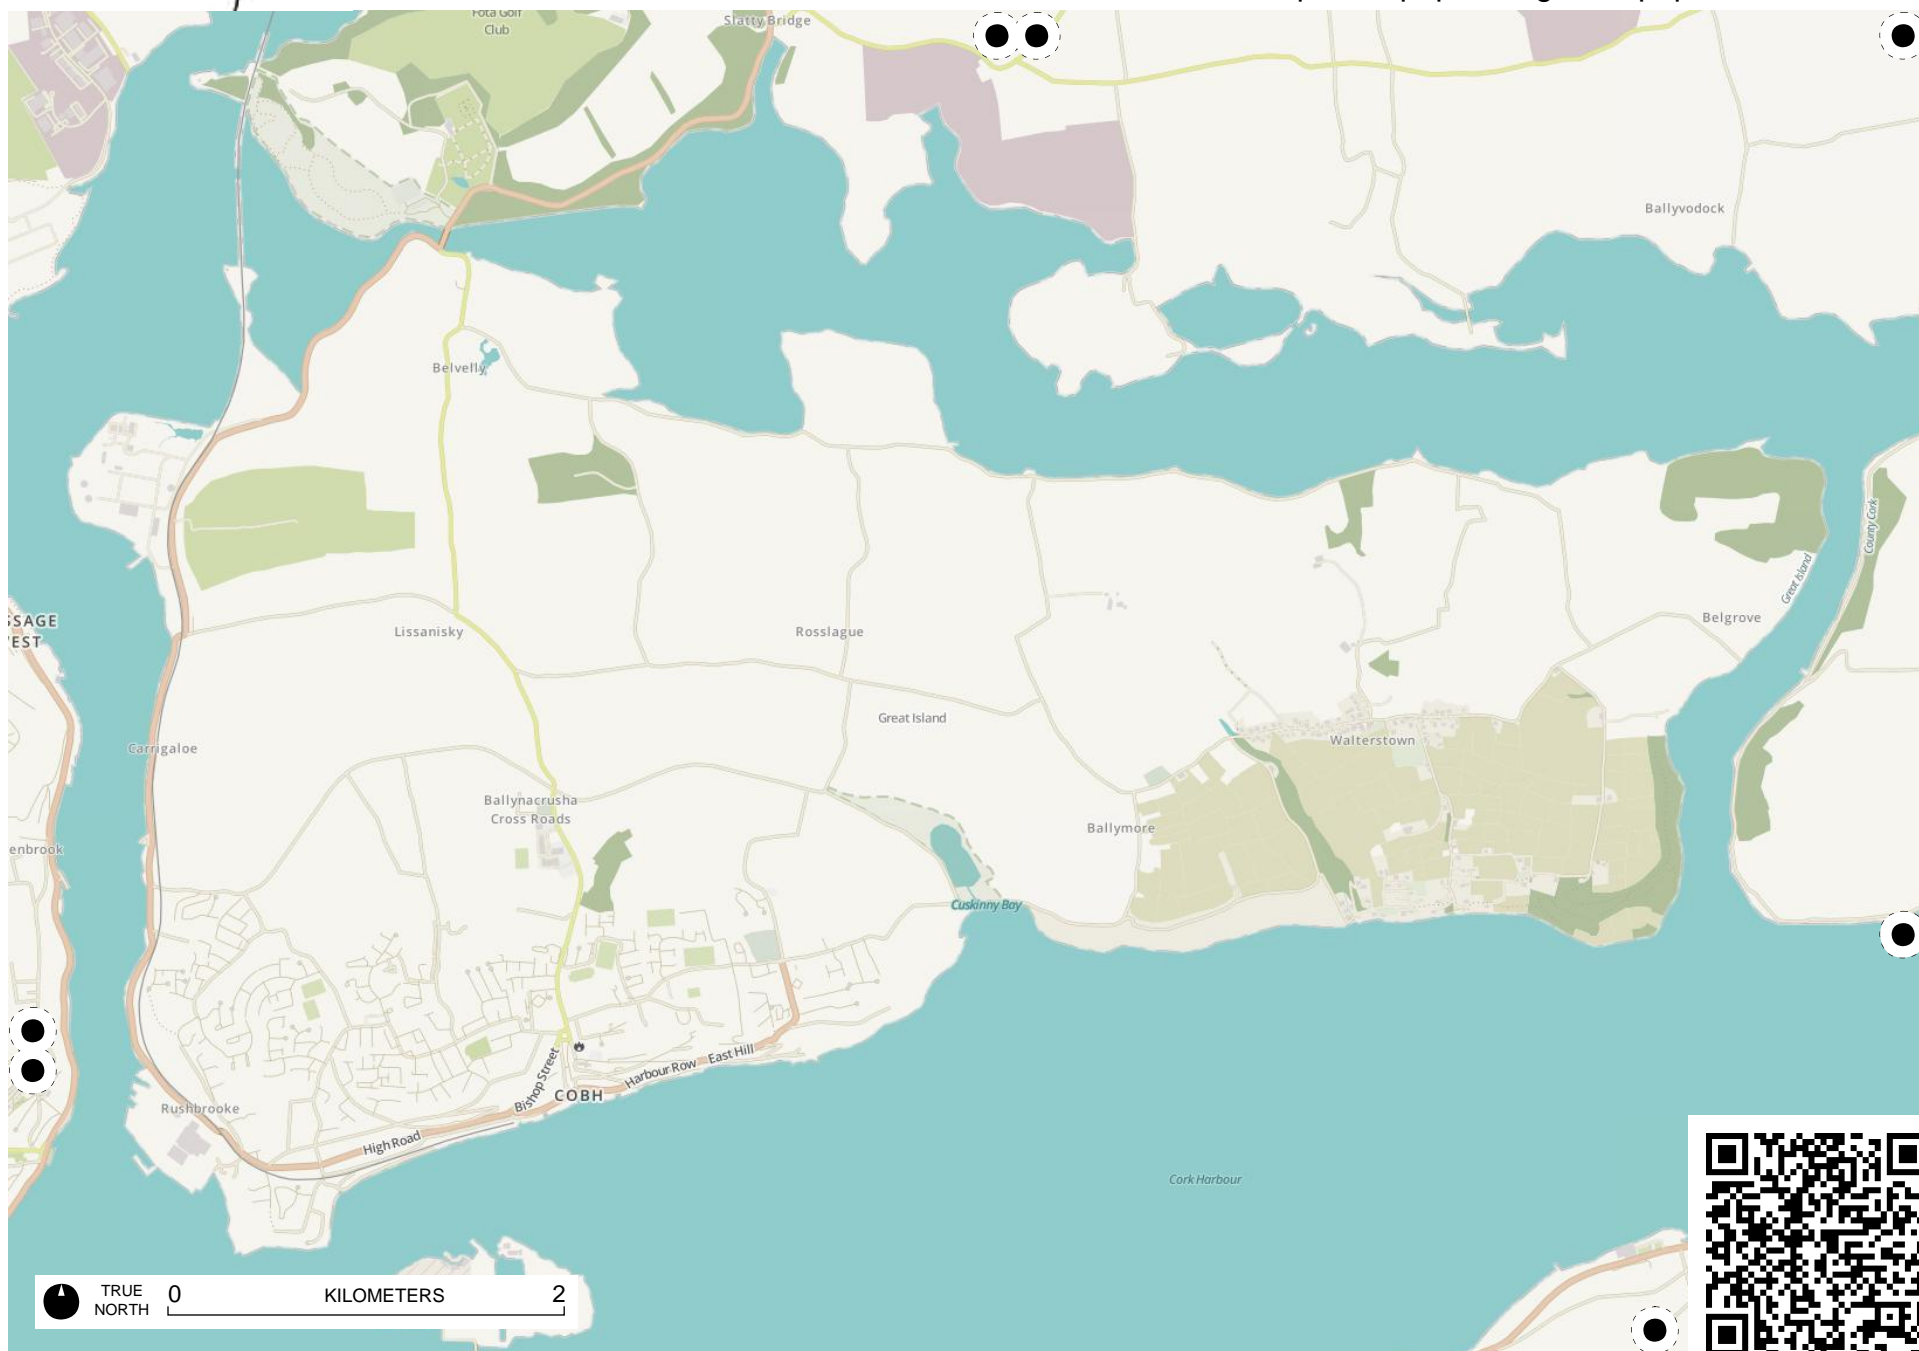 Fota Golf
Club
Slatty Bridge
Ballyvodock
Belvelly
County Cork
Great Island
Belgrove
SSAGE
EST
Lissanisky
Rosslague
Great Island
Walterstown
Carrigaloe
Ballynacrusha
Cross Roads
Ballymore
enbrook
Cuskinny Bay
Bishop Street
Harbour Row
East Hill
COBH
Rushbrooke
High Road
Cork Harbour
TRUE
NORTH
0
KILOMETERS
2